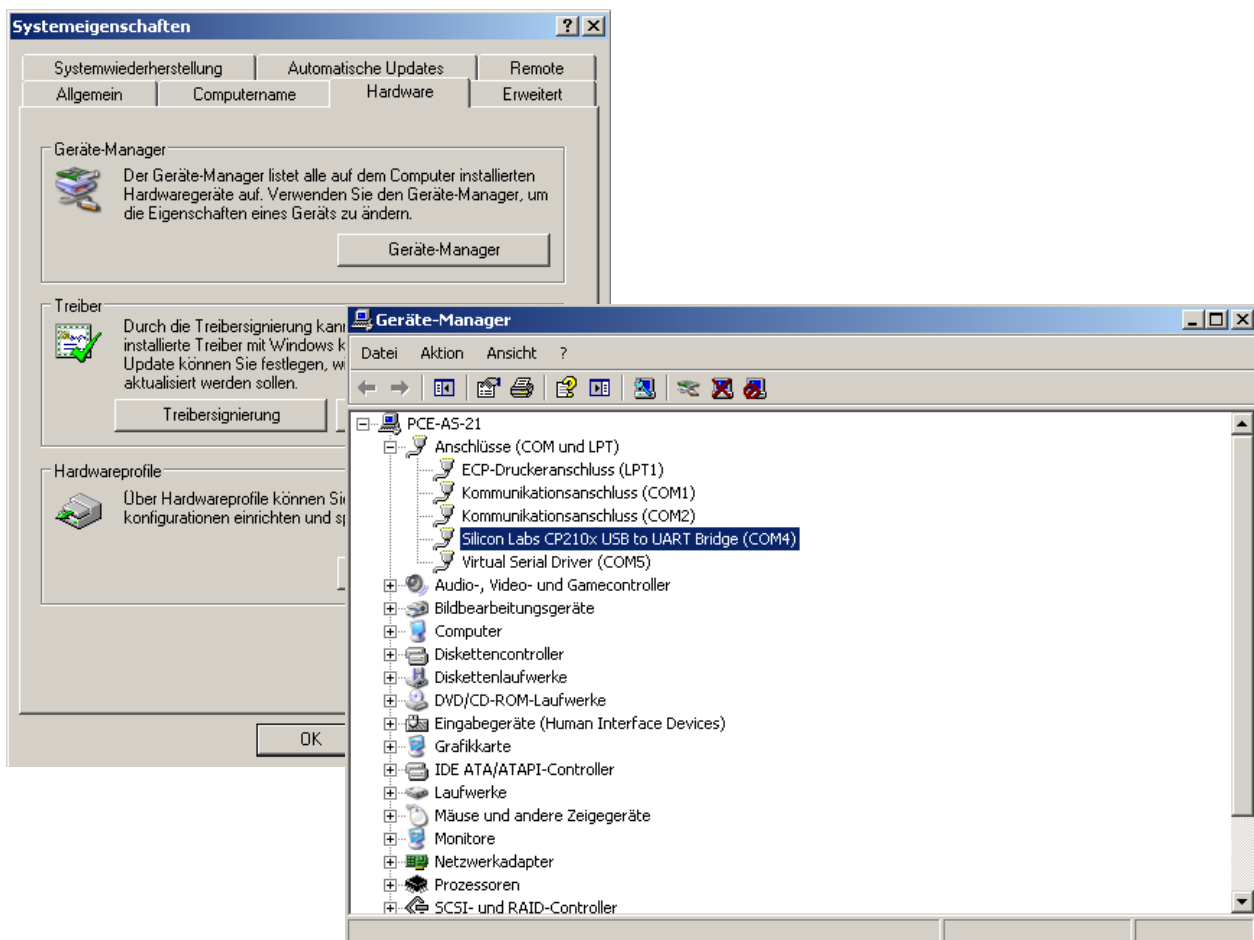 Systemeigenschaften
Systemwiederherstellung Automatische Updates Remote
Allgemein Computername Hardware Erweitert
Geräte-Manager
Der Geräte-Manager listet alle auf dem Computer installierten
Hardwaregeräte auf. Verwenden Sie den Geräte-Manager, um
die Eigenschaften eines Geräts zu ändern.
Geräte-Manager
Treiber
Durch die Treibersignierung kann
installierte Treiber mit Windows k
Update können Sie festlegen, wi
aktualisiert werden sollen.
Treibersignierung
Hardwareprofile
Über Hardwareprofile können Si
konfigurationen einrichten und sp
OK
Geräte-Manager
Datei Aktion Ansicht ?
PCE-AS-21
Anschlüsse (COM und LPT)
ECP-Druckeranschluss (LPT1)
Kommunikationsanschluss (COM1)
Kommunikationsanschluss (COM2)
Silicon Labs CP210x USB to UART Bridge (COM4)
Virtual Serial Driver (COM5)
Audio-, Video- und Gamecontroller
Bildbearbeitungsgeräte
Computer
Diskettencontroller
Diskettenlaufwerke
DVD/CD-ROM-Laufwerke
Eingabegeräte (Human Interface Devices)
Grafikkarte
IDE ATA/ATAPI-Controller
Laufwerke
Mäuse und andere Zeigegeräte
Monitore
Netzwerkadapter
Prozessoren
SCSI- und RAID-Controller